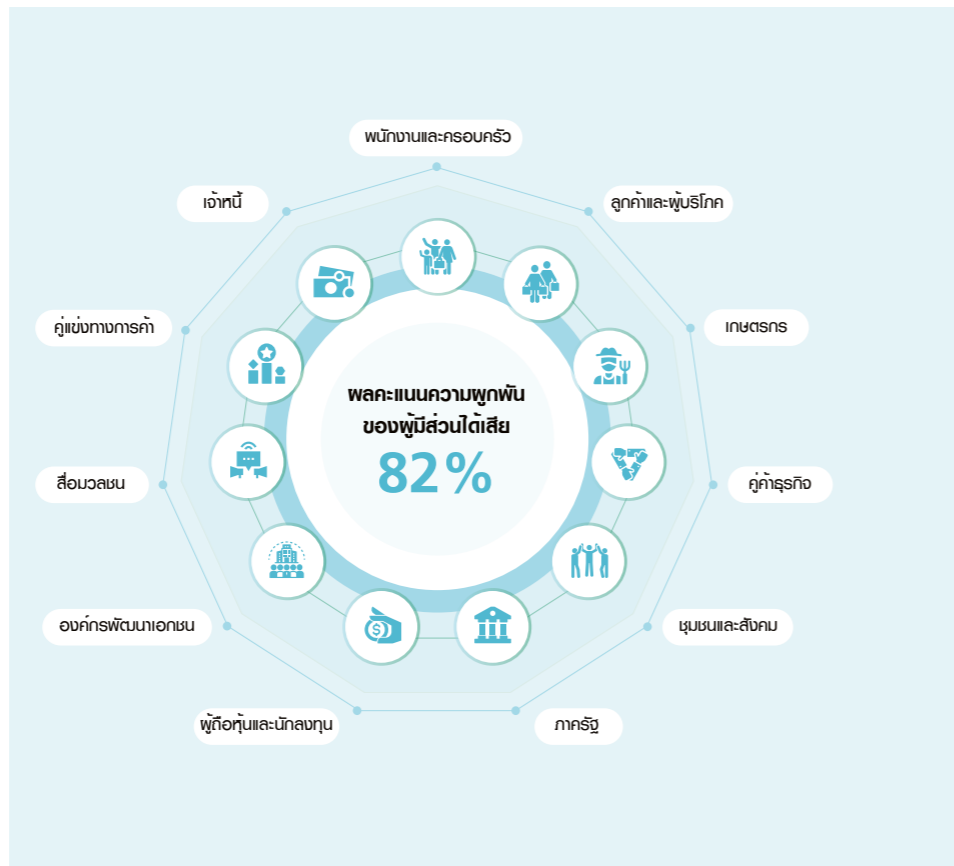 พนักงานและครอบครัว
เจ้าหนี้
ลูกค้าและผู้บริโภค
คู่แข่งทางการค้า
เกษตรกร
ผลคะแนนความผูกพัน
ของผู้มีส่วนได้เสีย
82%
สื่อมวลชน
คู่ค้าธุรกิจ
องค์กรพัฒนาเอกชน
ชุมชนและสังคม
ผู้ถือหุ้นและนักลงทุน
ภาครัฐ